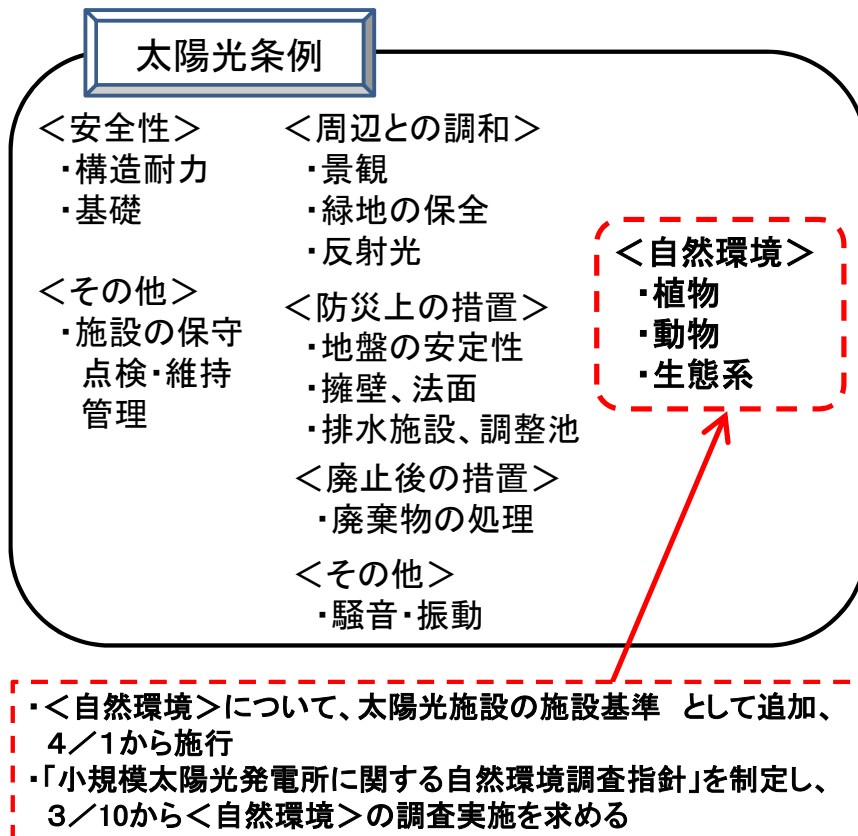 太陽光条例
＜安全性＞
・構造耐力
・基礎
＜その他＞
・施設の保守
点検・維持
管理
＜周辺との調和＞
・景観
・緑地の保全
・反射光
＜防災上の措置＞
・地盤の安定性
・擁壁、法面
・排水施設、調整池
＜廃止後の措置＞
・廃棄物の処理
＜その他＞
・騒音・振動
＜自然環境＞
・植物
・動物
・生態系
・＜自然環境＞について、太陽光施設の施設基準　として追加、
４／１から施行
・「小規模太陽光発電所に関する自然環境調査指針」を制定し、
３／10から＜自然環境＞の調査実施を求める